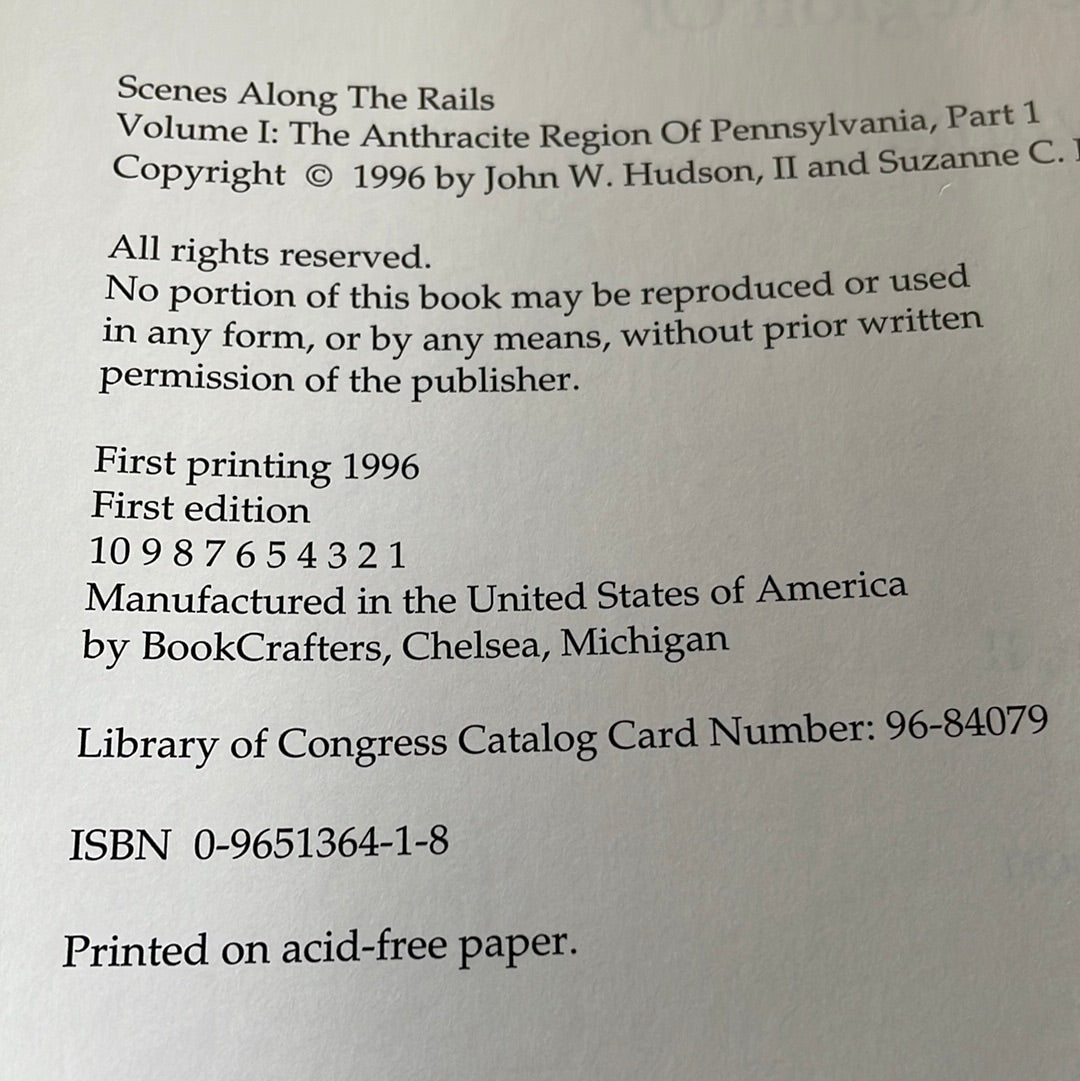 Scenes Along The Rails
Volume I: The Anthracite Region Of Pennsylvania, Part 1
Copyright © 1996 by John W. Hudson, II and Suzanne C.
All rights reserved.
No portion of this book may be reproduced or used
in any form, or by any means, without prior written
permission of the publisher.
First printing 1996
First edition
10 9 8 7 6 5 4 3 2 1
Manufactured in the United States of America
by BookCrafters, Chelsea, Michigan
Library of Congress Catalog Card Number: 96-84079
ISBN 0-9651364-1-8
Printed on acid-free paper.